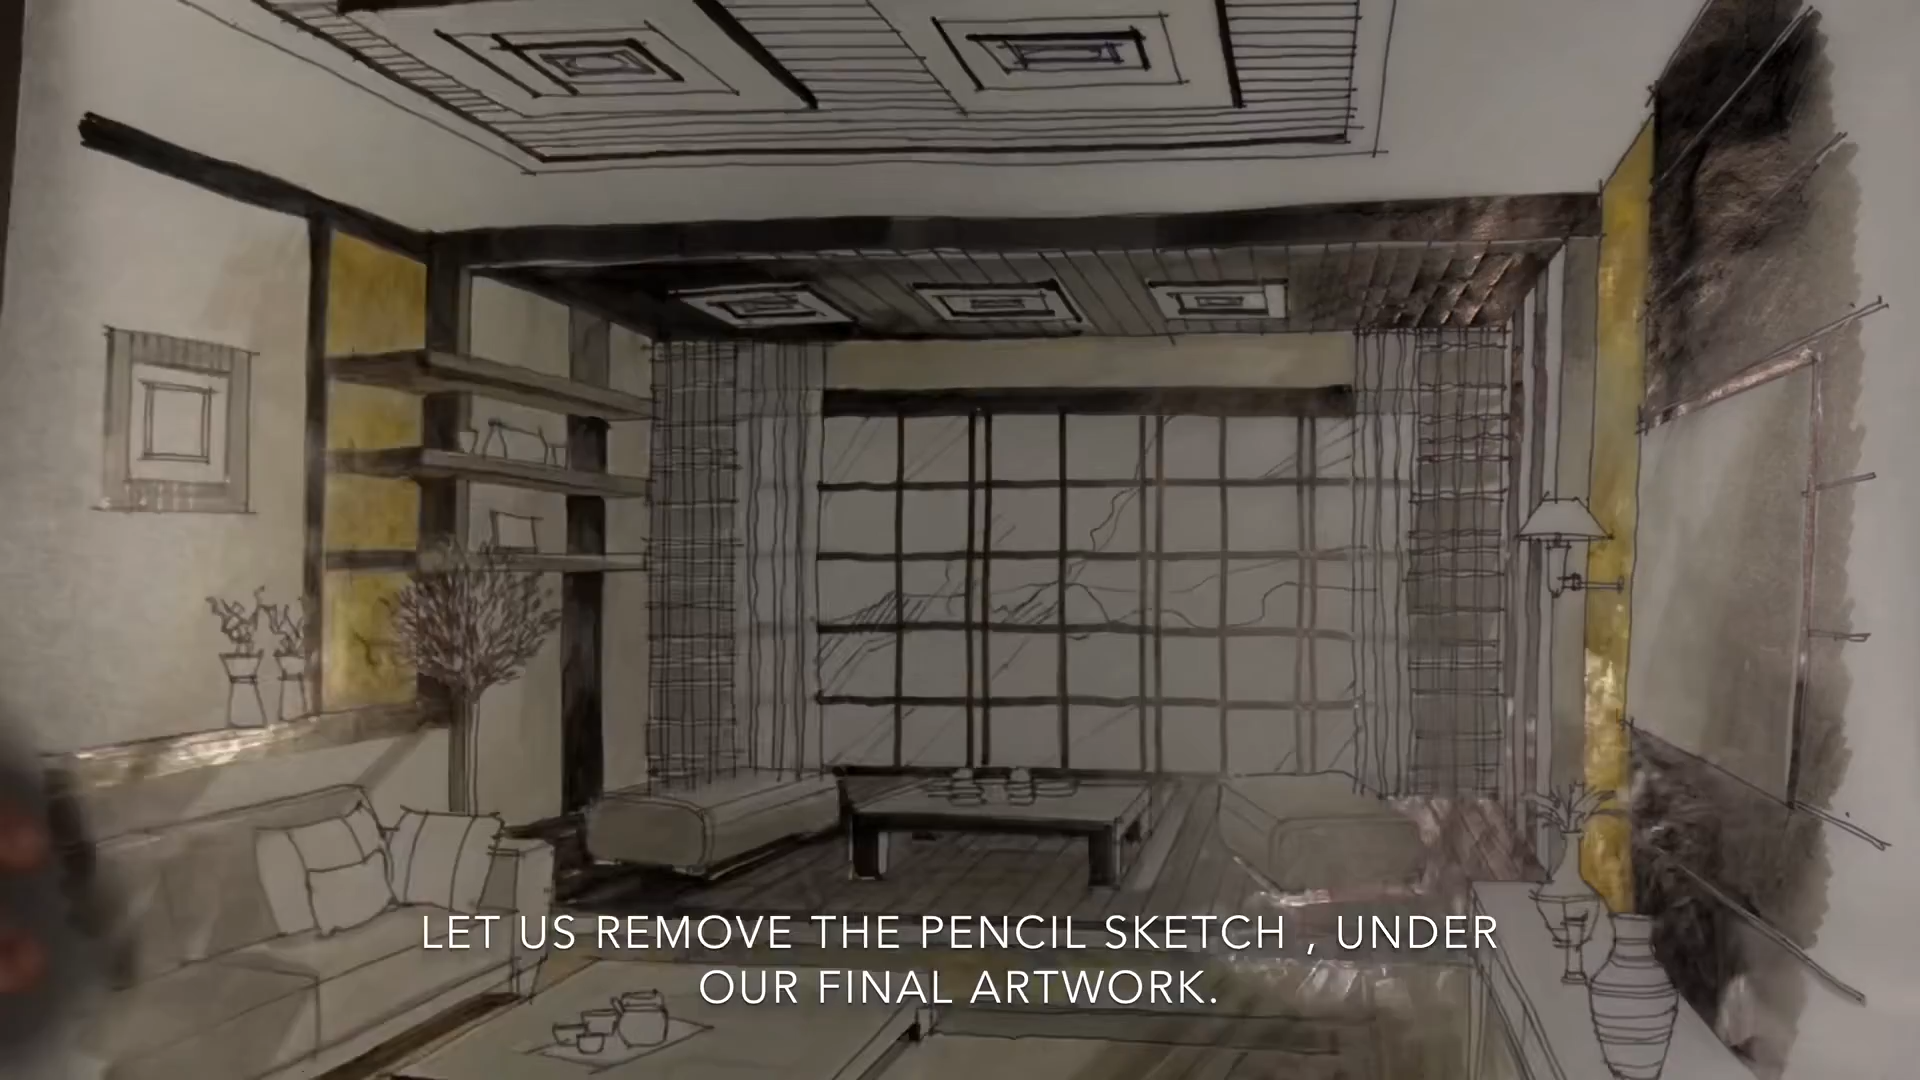 LET US REMOVE THE PENCIL SKETCH , UNDER
OUR FINAL ARTWORK.